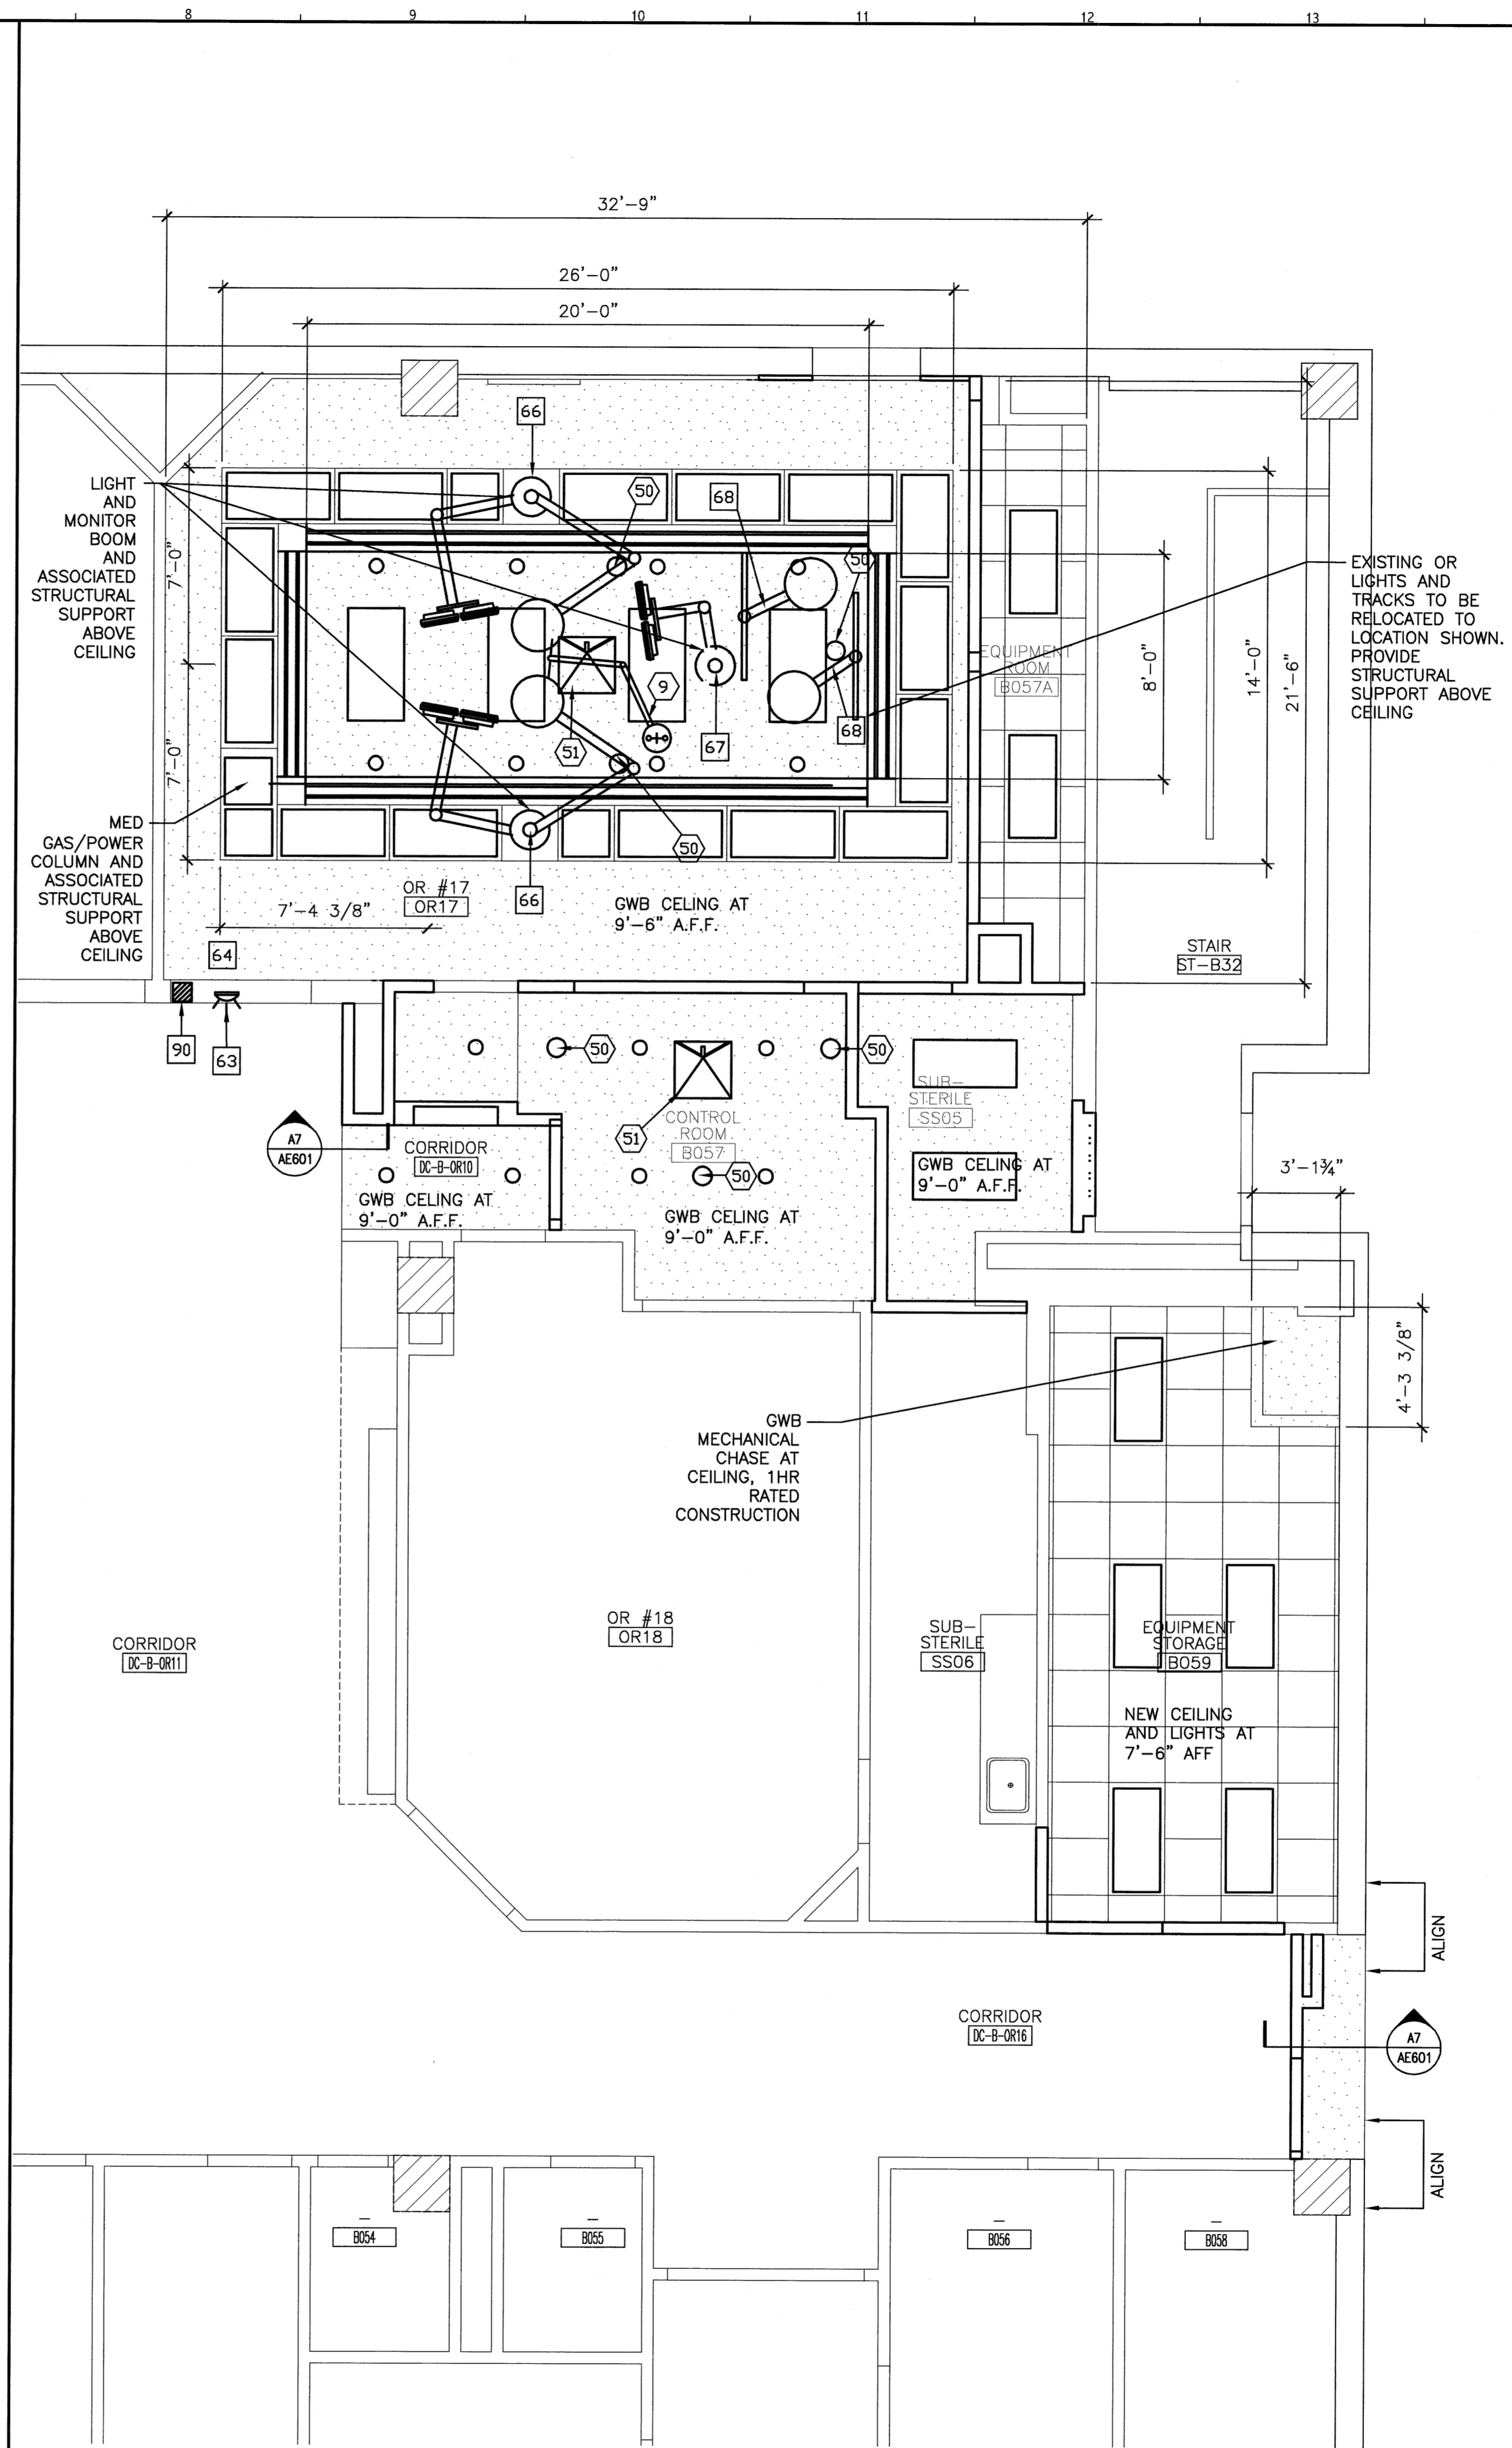 8 9 10 11 12 13
32'-9"
26'-0"
20'-0"
66
50
68
50
LIGHT
AND
MONITOR
BOOM
AND
ASSOCIATED
STRUCTURAL
SUPPORT
ABOVE
CEILING
7'-0"
7'-0"
EXISTING OR
LIGHTS AND
TRACKS TO BE
RELOCATED TO
LOCATION SHOWN.
PROVIDE
STRUCTURAL
SUPPORT ABOVE
CEILING
EQUIPMENT
ROOM
B057A
8'-0"
14'-0"
21'-6"
9
51
67
68
50
66
MED
GAS/POWER
COLUMN AND
ASSOCIATED
STRUCTURAL
SUPPORT
ABOVE
CEILING
OR #17
OR17
7'-4 3/8"
GWB CELING AT
9'-6" A.F.F.
64
STAIR
ST-B32
90
63
50
50
51
50
CONTROL
ROOM
B057
SUB-
STERILE
SS05
A7
AE601
CORRIDOR
DC-B-OR10
GWB CELING AT
9'-0" A.F.F.
GWB CELING AT
9'-0" A.F.F.
GWB CELING AT
9'-0" A.F.F.
3'-1¾"
4'-3 3/8"
GWB
MECHANICAL
CHASE AT
CEILING, 1HR
RATED
CONSTRUCTION
CORRIDOR
DC-B-OR11
OR #18
OR18
SUB-
STERILE
SS06
EQUIPMENT
STORAGE
B059
NEW CEILING
AND LIGHTS AT
7'-6" AFF
ALIGN
CORRIDOR
DC-B-OR16
A7
AE601
ALIGN
–
B054
–
B055
–
B056
–
B058